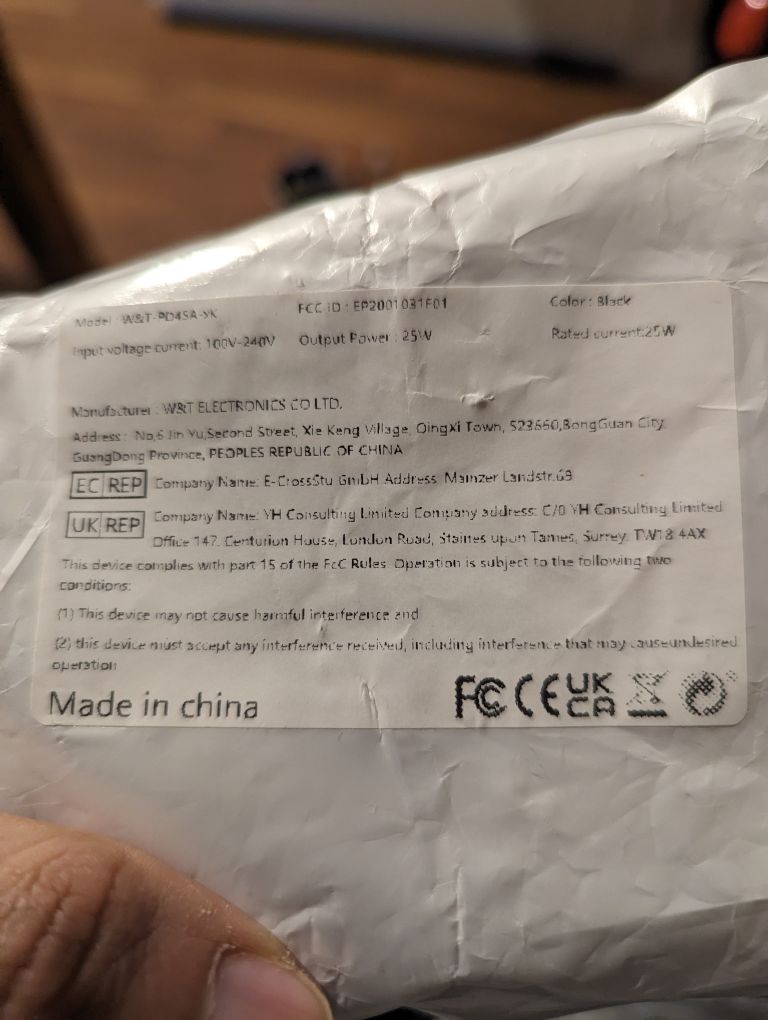 Model : W&T-PD45A-YK FCC ID : EP2001031F01 Color : Black
Input voltage current: 100V-240V Output Power : 25W Rated current:25W
Manufacturer : W&T ELECTRONICS CO LTD.
Address : No,6 Jin Yu,Second Street, Xie Keng Village, QingXi Town, 523660,BongGuan City,
GuangDong Province, PEOPLES REPUBLIC OF CHINA
EC REP Company Name: E-CrossStu GmbH Address: Mainzer Landstr.69
UK REP Company Name: YH Consulting Limited Company address: C/O YH Consulting Limited
Office 147, Centurion House, London Road, Staines upon Tames, Surrey, TW18 4AX
This device complies with part 15 of the FcC Rules. Operation is subject to the following two
conditions:
(1) This device may not cause harmful interference and
(2) this device must accept any interference received, including interference that may causeundesired
operation
Made in china FCC CE UK
CA